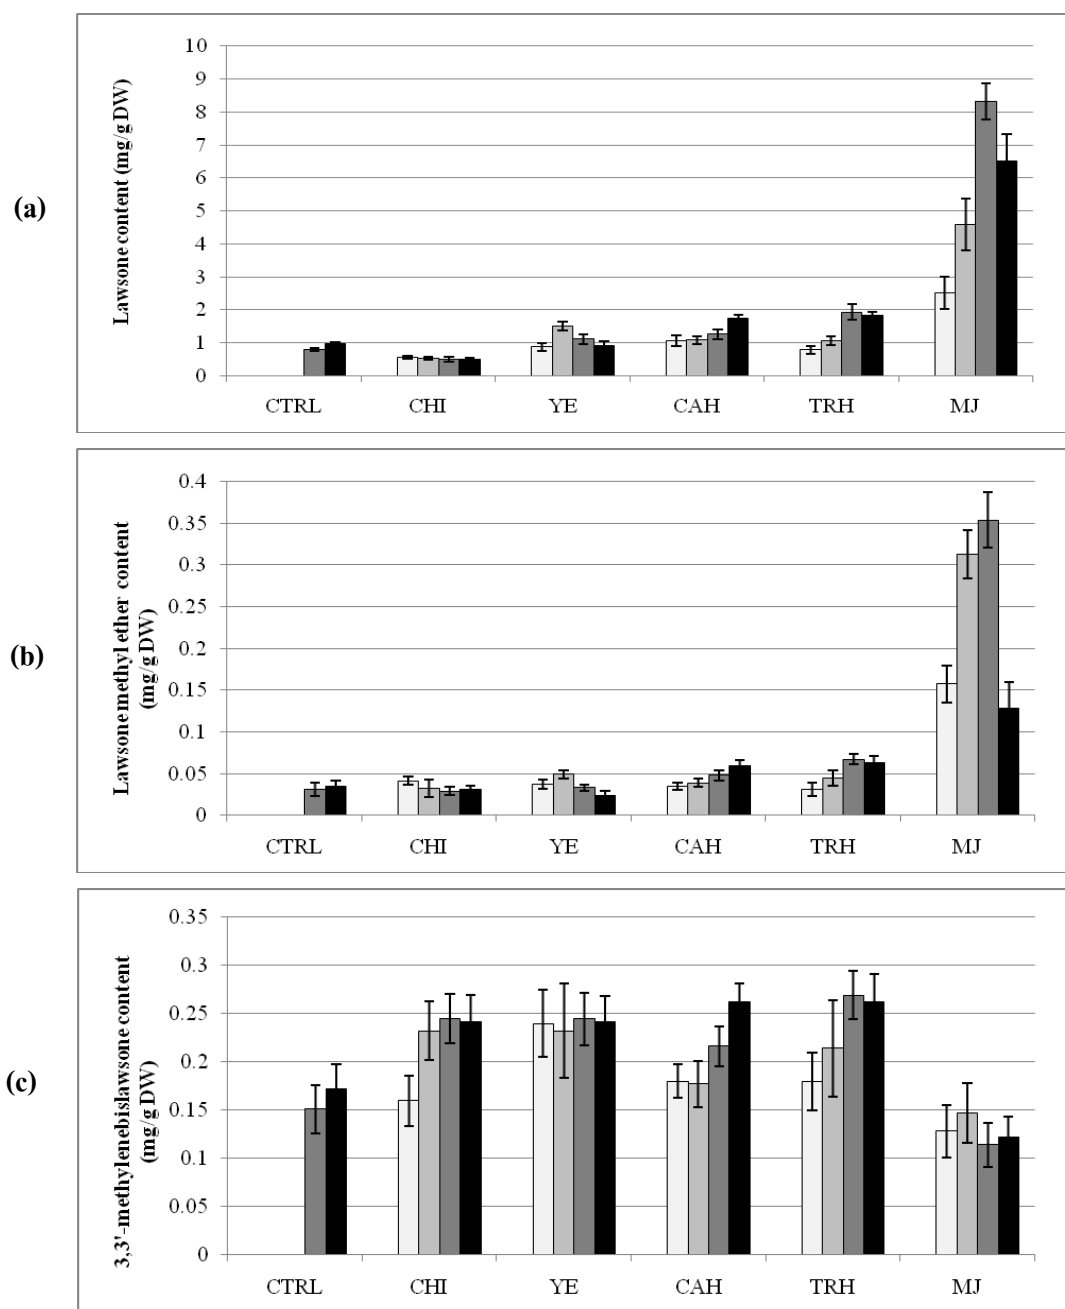 (a)
Lawsone content (mg/g DW)
10
9
8
7
6
5
4
3
2
1
0
CTRL CHI YE CAH TRH MJ
(b)
Lawsone methyl ether content
(mg/g DW)
0.4
0.35
0.3
0.25
0.2
0.15
0.1
0.05
0
CTRL CHI YE CAH TRH MJ
(c)
3,3'-methylenebislawsone content
(mg/g DW)
0.35
0.3
0.25
0.2
0.15
0.1
0.05
0
CTRL CHI YE CAH TRH MJ